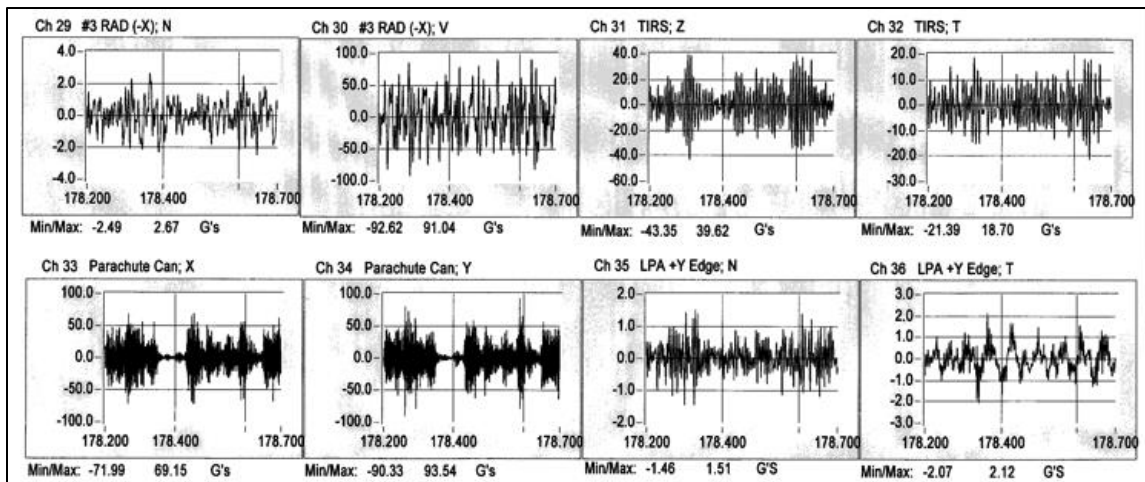 Ch 29 #3 RAD (-X); N
4.0
2.0
0.0
-2.0
-4.0
178.200 178.400 178.700
Min/Max: -2.49 2.67 G's
Ch 30 #3 RAD (-X); V
100.0
50.0
0.0
-50.0
-100.0
178.200 178.400 178.700
Min/Max: -92.62 91.04 G's
Ch 31 TIRS; Z
40.0
20.0
0.0
-20.0
-40.0
-60.0
178.200 178.400 178.700
Min/Max: -43.35 39.62 G's
Ch 32 TIRS; T
20.0
10.0
0.0
-10.0
-20.0
-30.0
178.200 178.400 178.700
Min/Max: -21.39 18.70 G's
Ch 33 Parachute Can; X
100.0
50.0
0.0
-50.0
-100.0
178.200 178.400 178.700
Min/Max: -71.99 69.15 G's
Ch 34 Parachute Can; Y
100.0
50.0
0.0
-50.0
-100.0
178.200 178.400 178.700
Min/Max: -90.33 93.54 G's
Ch 35 LPA +Y Edge; N
2.0
1.0
0.0
-1.0
-2.0
178.200 178.400 178.700
Min/Max: -1.46 1.51 G'S
Ch 36 LPA +Y Edge; T
3.0
2.0
1.0
0.0
-1.0
-2.0
-3.0
178.200 178.400 178.700
Min/Max: -2.07 2.12 G'S